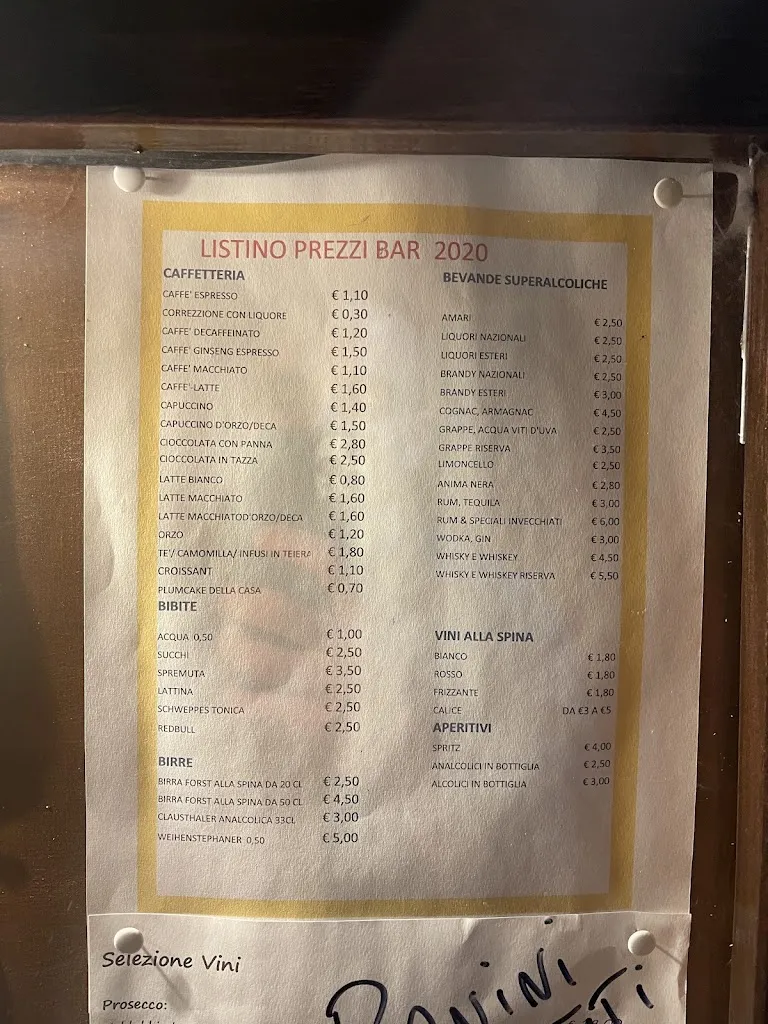 LISTINO PREZZI BAR 2020
CAFFETTERIA
CAFFE' ESPRESSO € 1,10
CORREZZIONE CON LIQUORE € 0,30
CAFFE' DECAFFEINATO € 1,20
CAFFE' GINSENG ESPRESSO € 1,50
CAFFE' MACCHIATO € 1,10
CAFFE'-LATTE € 1,60
CAPUCCINO € 1,40
CAPUCCINO D'ORZO/DECA € 1,50
CIOCCOLATA CON PANNA € 2,80
CIOCCOLATA IN TAZZA € 2,50
LATTE BIANCO € 0,80
LATTE MACCHIATO € 1,60
LATTE MACCHIATOD'ORZO/DECA € 1,60
ORZO € 1,20
TE'/ CAMOMILLA/ INFUSI IN TEIERA € 1,80
CROISSANT € 1,10
PLUMCAKE DELLA CASA € 0,70
BIBITE
ACQUA 0,50 € 1,00
SUCCHI € 2,50
SPREMUTA € 3,50
LATTINA € 2,50
SCHWEPPES TONICA € 2,50
REDBULL € 2,50
BIRRE
BIRRA FORST ALLA SPINA DA 20 CL € 2,50
BIRRA FORST ALLA SPINA DA 50 CL € 4,50
CLAUSTHALER ANALCOLICA 33CL € 3,00
WEIHENSTEPHANER 0,50 € 5,00
BEVANDE SUPERALCOLICHE
AMARI € 2,50
LIQUORI NAZIONALI € 2,50
LIQUORI ESTERI € 2,50
BRANDY NAZIONALI € 2,50
BRANDY ESTERI € 3,00
COGNAC, ARMAGNAC € 4,50
GRAPPE, ACQUA VITI D'UVA € 2,50
GRAPPE RISERVA € 3,50
LIMONCELLO € 2,50
ANIMA NERA € 2,80
RUM, TEQUILA € 3,00
RUM & SPECIALI INVECCHIATI € 6,00
WODKA, GIN € 3,00
WHISKY E WHISKEY € 4,50
WHISKY E WHISKEY RISERVA € 5,50
VINI ALLA SPINA
BIANCO € 1,80
ROSSO € 1,80
FRIZZANTE € 1,80
CALICE DA €3 A €5
APERITIVI
SPRITZ € 4,00
ANALCOLICI IN BOTTIGLIA € 2,50
ALCOLICI IN BOTTIGLIA € 3,00
Selezione Vini
Prosecco:
PANINI